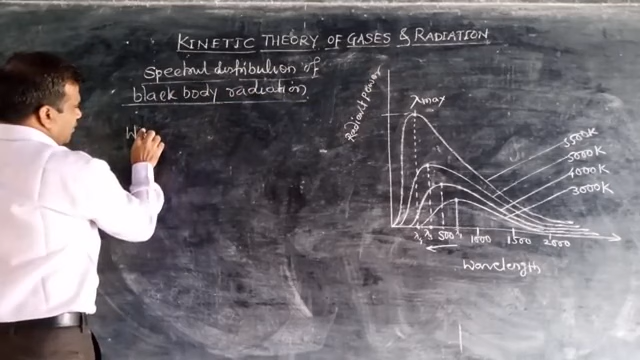 KINETIC THEORY OF GASES & RADIATION
Spectral distribution of
black body radiation
W
Radiant power
λmax
5500K
5000K
4000K
3000K
500 1000 1500 2000
Wavelength